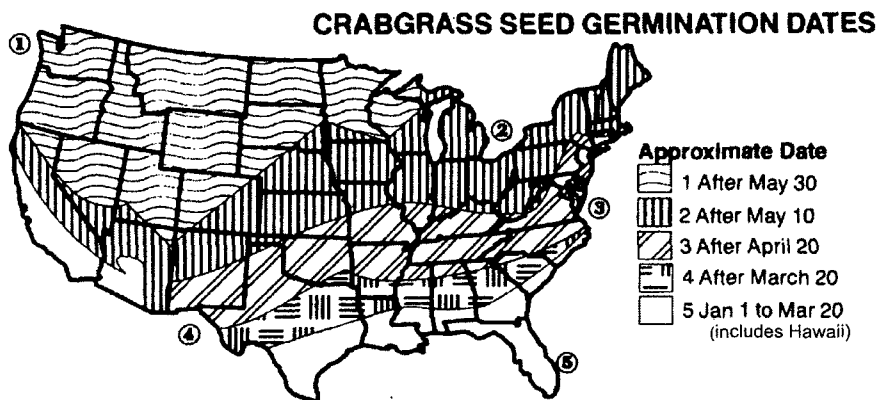 CRABGRASS SEED GERMINATION DATES
①
②
③
④
⑤
Approximate Date
1 After May 30
2 After May 10
3 After April 20
4 After March 20
5 Jan 1 to Mar 20
(includes Hawaii)